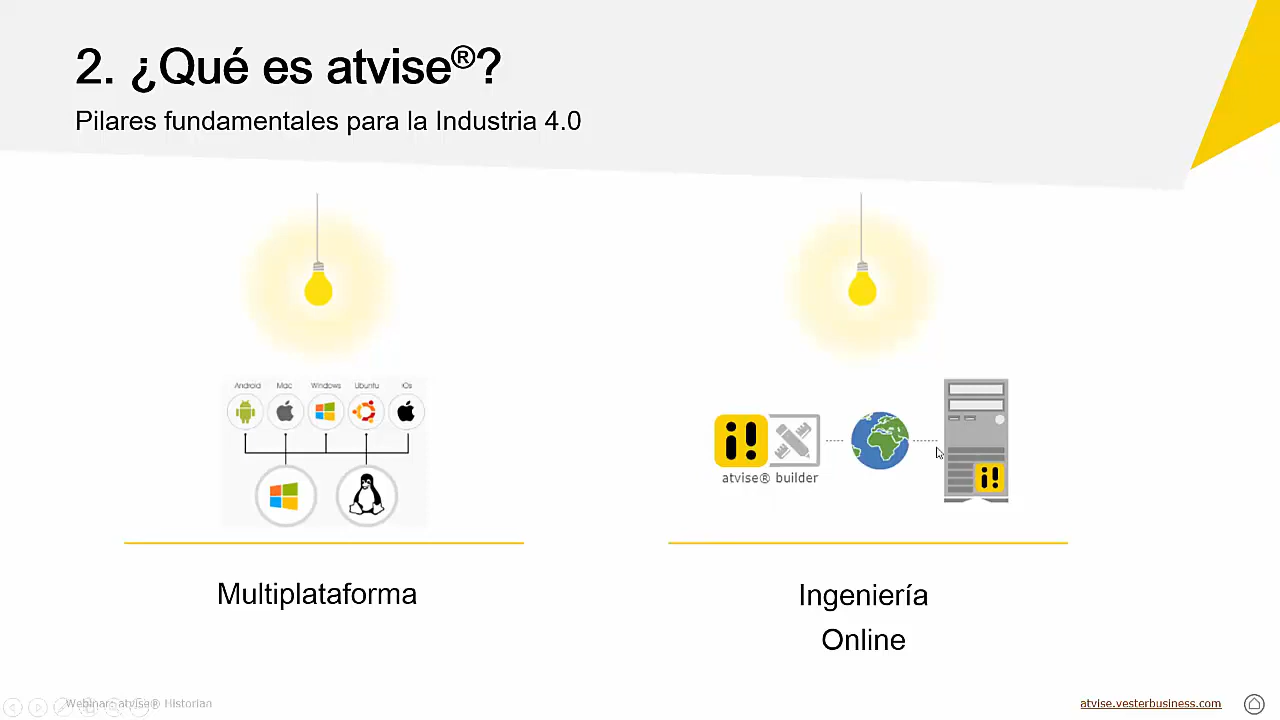 2. ¿Qué es atvise®?
Pilares fundamentales para la Industria 4.0
Android Mac Windows Ubuntu iOs
atvise® builder
Multiplataforma
Ingeniería
Online
Webinar: atvise® Historian
atvise.vesterbusiness.com